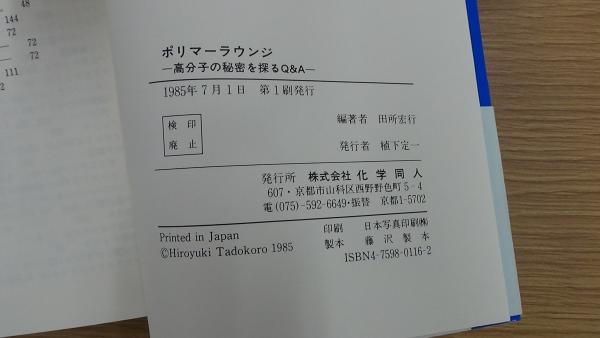 48
144
72
72
111
2
ポリマーラウンジ
—高分子の秘密を探るQ&A—
1985年7月1日 第1刷発行
検印
廃止
編著者 田所宏行
発行者 植下定一
発行所 株式会社 化学同人
607・京都市山科区西野野色町5-4
電(075)-592-6649・振替 京都1-5702
Printed in Japan
©Hiroyuki Tadokoro 1985
印刷 日本写真印刷㈱
製本 藤沢製本
ISBN4-7598-0116-2